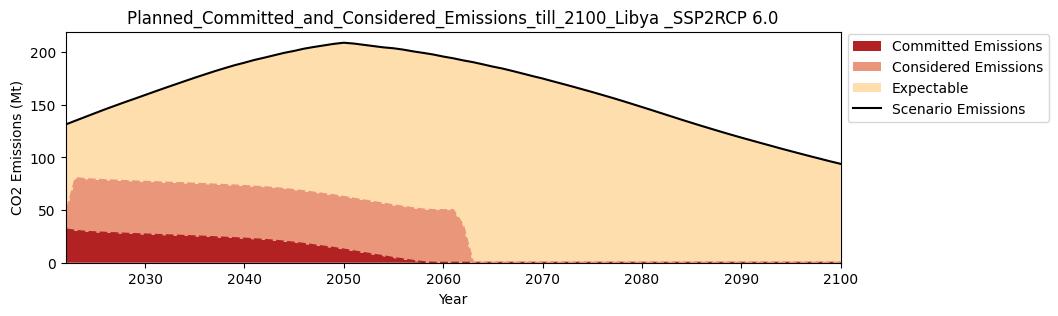 Planned_Committed_and_Considered_Emissions_till_2100_Libya _SSP2RCP 6.0
Committed Emissions
Considered Emissions
Expectable
Scenario Emissions
CO2 Emissions (Mt)
200
150
100
50
0
2030 2040 2050 2060 2070 2080 2090 2100
Year